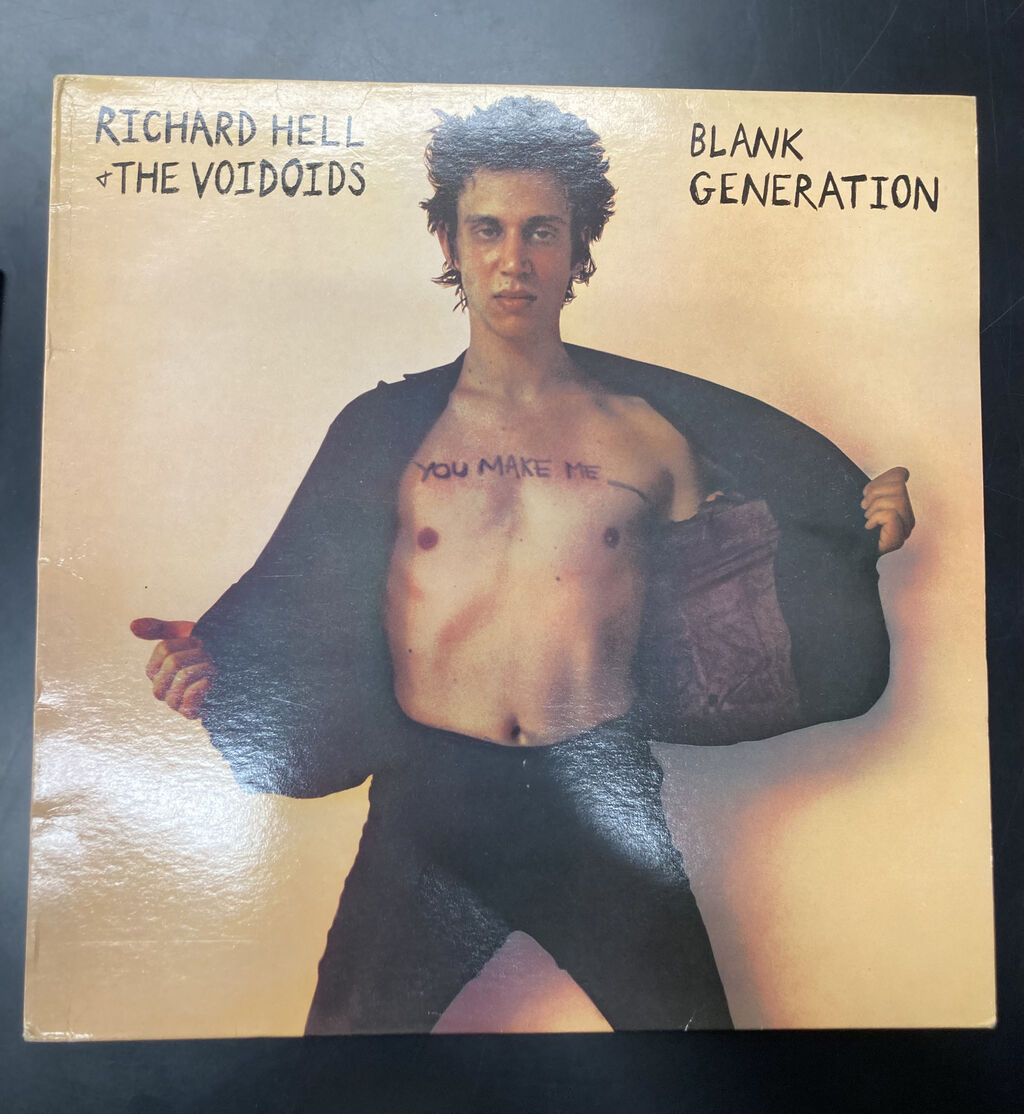 RICHARD HELL
& THE VOIDOIDS
BLANK
GENERATION
YOU MAKE ME _